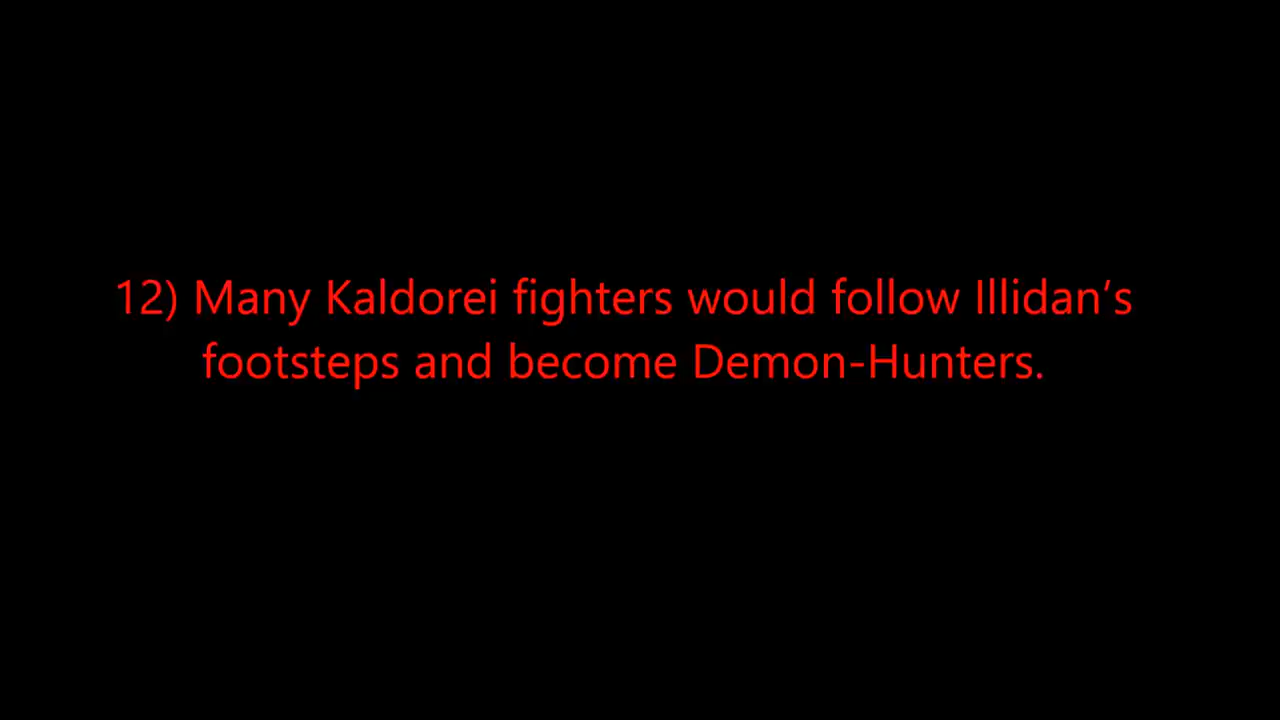 12) Many Kaldorei fighters would follow Illidan’s
footsteps and become Demon-Hunters.